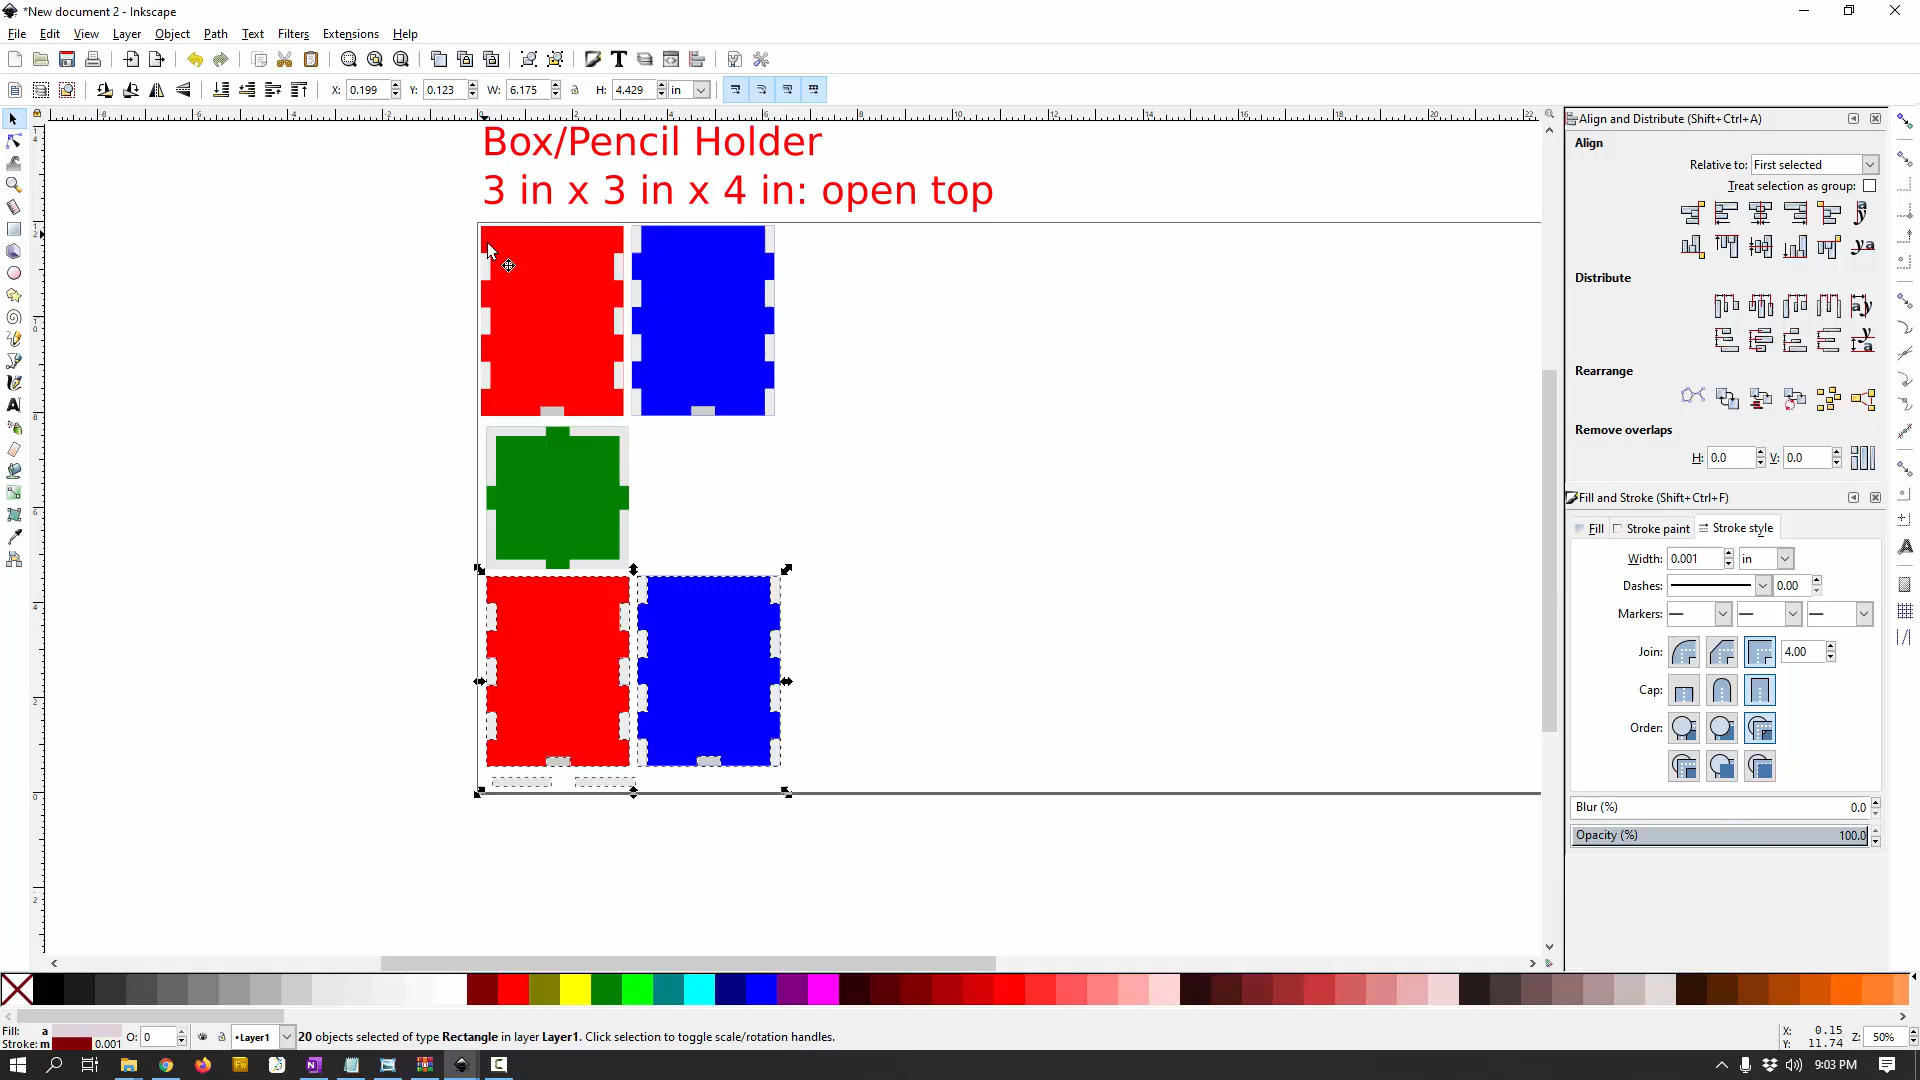 *New document 2 - Inkscape
File Edit View Layer Object Path Filters Text Extensions Help
X: 0.199 Y: 0.123 W: 6.175 H: 4.429 in
Box/Pencil Holder
3 in x 3 in x 4 in: open top
Align and Distribute (Shift+Ctrl+A)
Align
Relative to: First selected
Treat selection as group:
Distribute
Rearrange
Remove overlaps
H: 0.0 V: 0.0
Fill and Stroke (Shift+Ctrl+F)
Fill Stroke paint Stroke style
Width: 0.001 in
Dashes: 0.00
Markers:
Join: 4.00
Cap:
Order:
Blur (%) 0.0
Opacity (%) 100.0
Fill: a
Stroke: m 0.001
O: 0
•Layer1
20 objects selected of type Rectangle in layer Layer1. Click selection to toggle scale/rotation handles.
X: 0.15
Y: 11.74
Z: 50%
9:03 PM